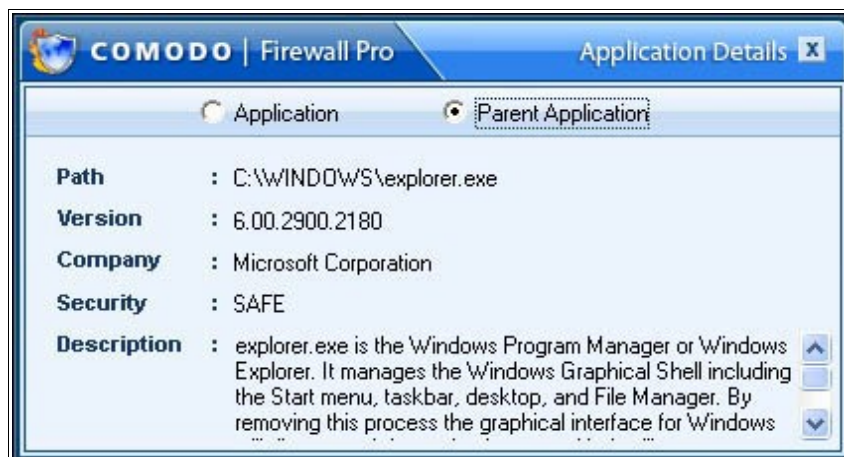 COMODO | Firewall Pro Application Details X
Application Parent Application
Path : C:\WINDOWS\explorer.exe
Version : 6.00.2900.2180
Company : Microsoft Corporation
Security : SAFE
Description : explorer.exe is the Windows Program Manager or Windows
Explorer. It manages the Windows Graphical Shell including
the Start menu, taskbar, desktop, and File Manager. By
removing this process the graphical interface for Windows